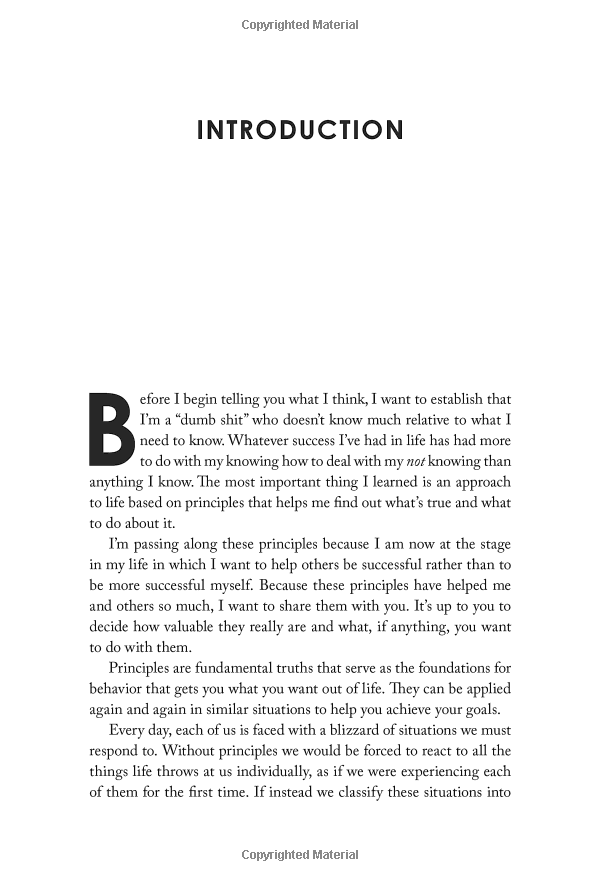 Copyrighted Material
INTRODUCTION
Before I begin telling you what I think, I want to establish that
I’m a “dumb shit” who doesn’t know much relative to what I
need to know. Whatever success I’ve had in life has had more
to do with my knowing how to deal with my not knowing than
anything I know. The most important thing I learned is an approach
to life based on principles that helps me find out what’s true and what
to do about it.
I’m passing along these principles because I am now at the stage
in my life in which I want to help others be successful rather than to
be more successful myself. Because these principles have helped me
and others so much, I want to share them with you. It’s up to you to
decide how valuable they really are and what, if anything, you want
to do with them.
Principles are fundamental truths that serve as the foundations for
behavior that gets you what you want out of life. They can be applied
again and again in similar situations to help you achieve your goals.
Every day, each of us is faced with a blizzard of situations we must
respond to. Without principles we would be forced to react to all the
things life throws at us individually, as if we were experiencing each
of them for the first time. If instead we classify these situations into
Copyrighted Material